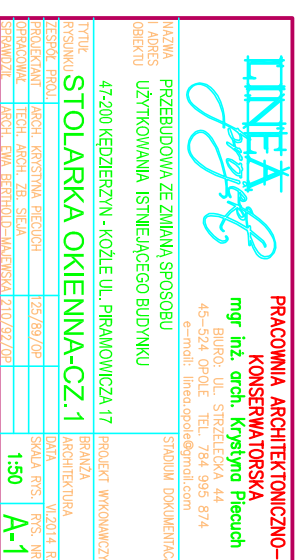 LINEA
projekt
PRACOWNIA ARCHITEKTONICZNO-
KONSERWATORSKA
mgr inż. arch. Krystyna Piecuch
BIURO: UL. STRZELECKA 44
45-524 OPOLE TEL. 784 995 874
e-mail: linea.opole@gmail.com
NAZWA
I ADRES
OBIEKTU
PRZEBUDOWA ZE ZMIANĄ SPOSOBU
UŻYTKOWANIA ISTNIEJĄCEGO BUDYNKU
47-200 KĘDZIERZYN - KOŹLE UL. PIRAMOWICZA 17
STADIUM DOKUMENTACJI
PROJEKT WYKONAWCZY
TYTUŁ
RYSUNKU
STOLARKA OKIENNA-CZ.1
BRANŻA
ARCHITEKTURA
ZESPÓŁ PROJ.
DATA VI.2014 R.
PROJEKTANT ARCH. KRYSTYNA PIECUCH 125/89/OP
SKALA RYS. RYS. NR
OPRACOWAŁ TECH. ARCH. ZB. SIEJA
SPRAWDZIŁ ARCH. EWA BERTHOLD-MAJEWSKA 210/92/OP
1:50 A-1